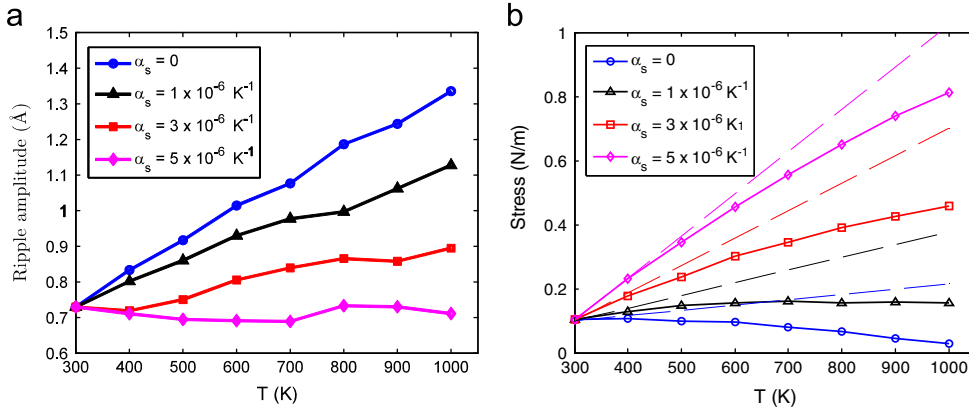 a
1.5
1.4
1.3
1.2
1.1
1
0.9
0.8
0.7
0.6
Ripple amplitude (Å)
α_s = 0
α_s = 1 x 10⁻⁶ K⁻¹
α_s = 3 x 10⁻⁶ K⁻¹
α_s = 5 x 10⁻⁶ K⁻¹
300 400 500 600 700 800 900 1000
T (K)
b
1
0.8
0.6
0.4
0.2
0
Stress (N/m)
α_s = 0
α_s = 1 x 10⁻⁶ K⁻¹
α_s = 3 x 10⁻⁶ K₁
α_s = 5 x 10⁻⁶ K⁻¹
300 400 500 600 700 800 900 1000
T (K)